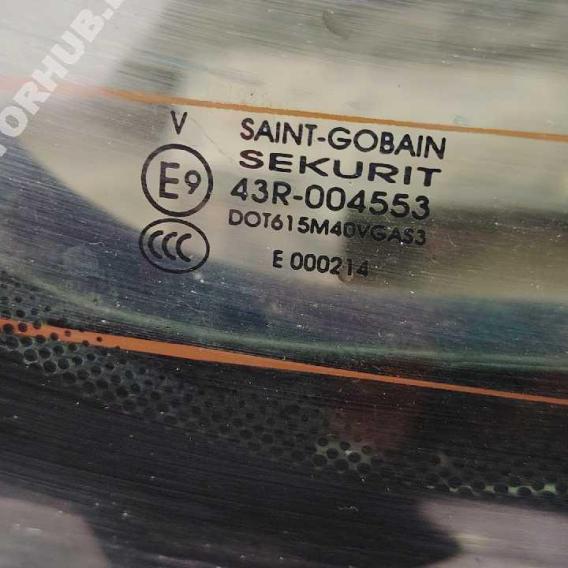 V SAINT-GOBAIN
SEKURIT
E9 43R-004553
DOT615M40VGAS3
CCC
E 000214